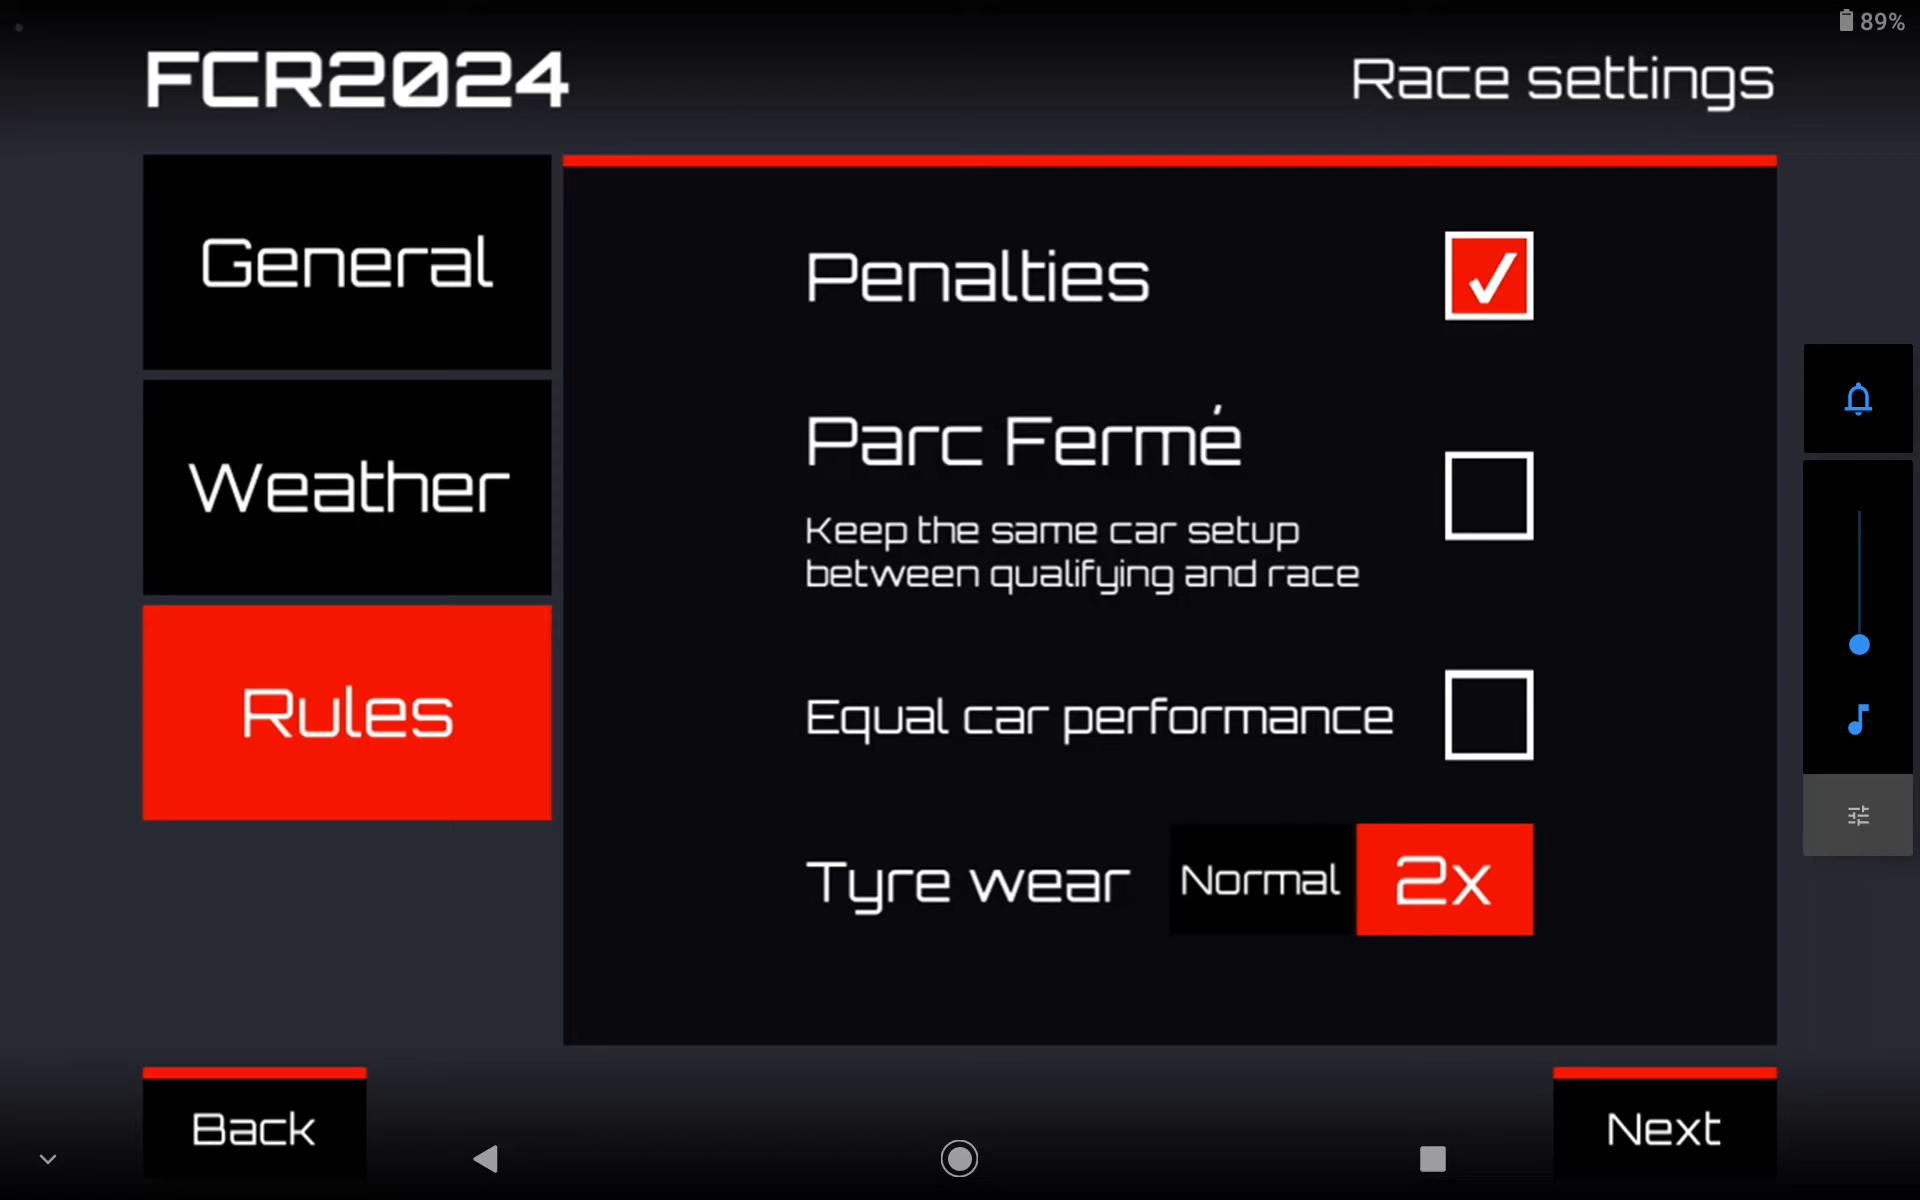 89%
FCR2024
Race settings
General
Weather
Rules
Penalties
Parc Fermé
Keep the same car setup
between qualifying and race
Equal car performance
Tyre wear
Normal
2x
Back
Next